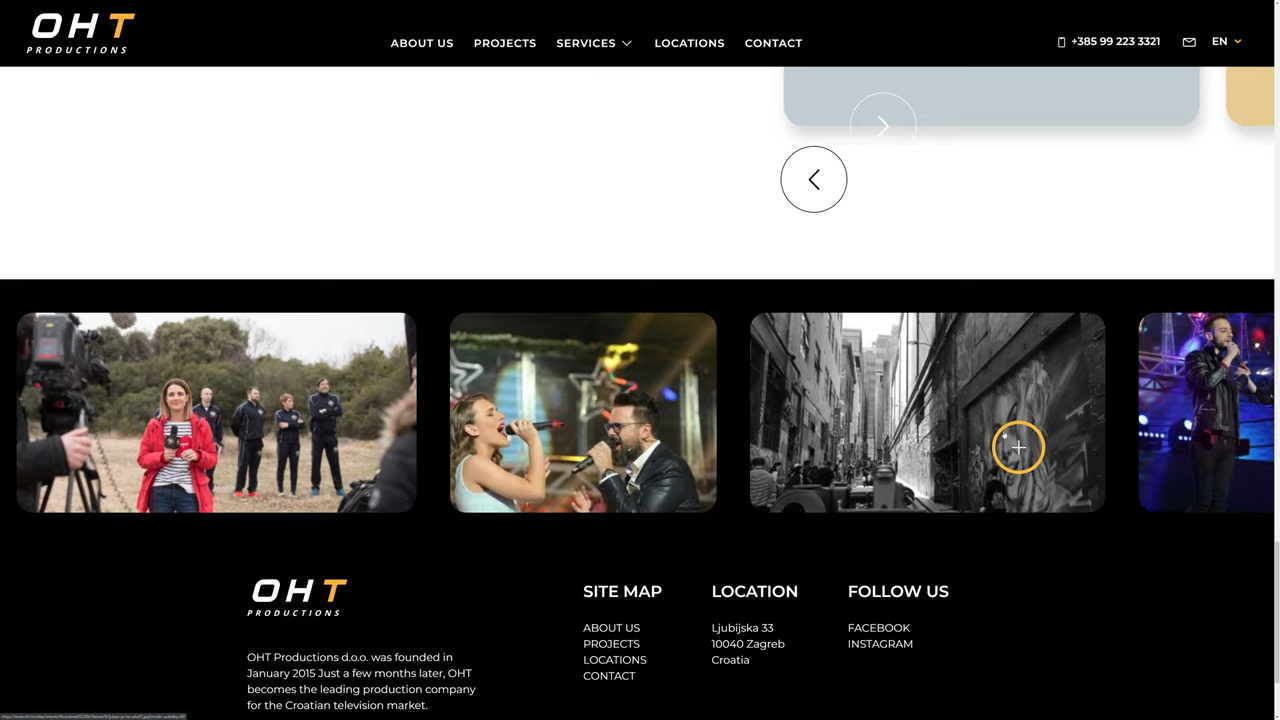 OHT
PRODUCTIONS
ABOUT US
PROJECTS
SERVICES
LOCATIONS
CONTACT
+385 99 223 3321
EN
OHT
PRODUCTIONS
OHT Productions d.o.o. was founded in
January 2015 Just a few months later, OHT
becomes the leading production company
for the Croatian television market.
SITE MAP
ABOUT US
PROJECTS
LOCATIONS
CONTACT
LOCATION
Ljubijska 33
10040 Zagreb
Croatia
FOLLOW US
FACEBOOK
INSTAGRAM